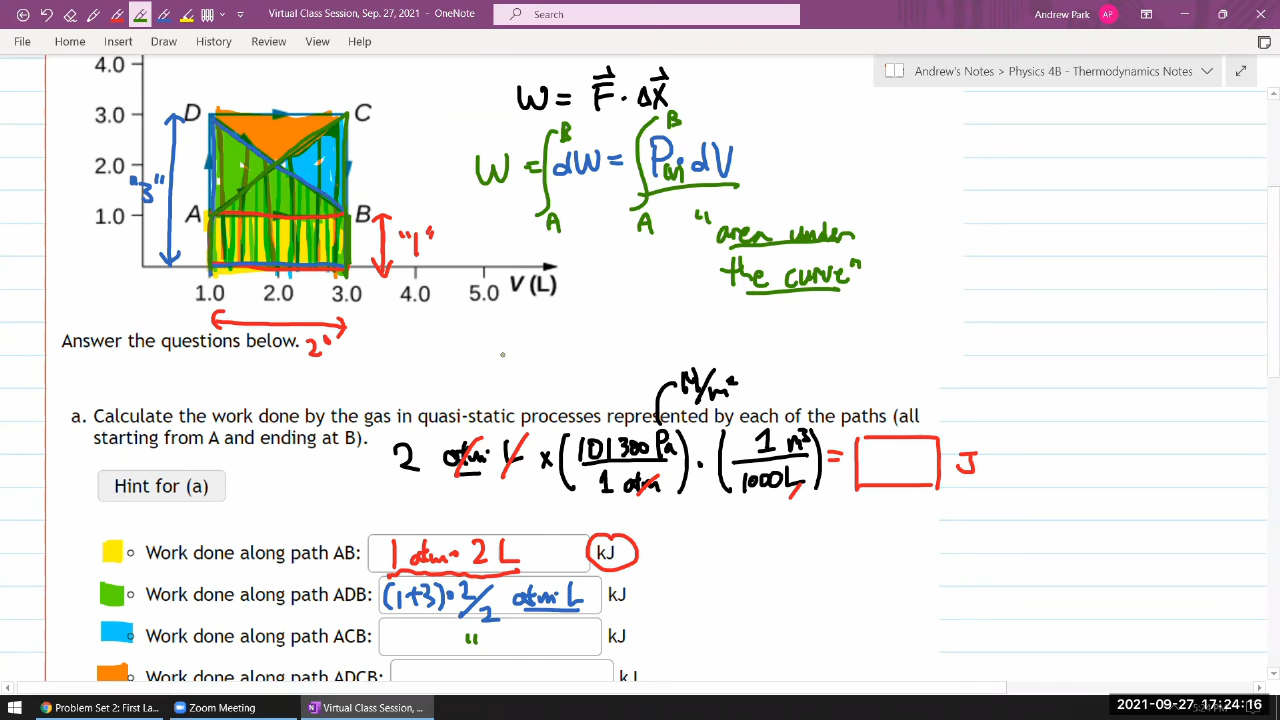 Virtual Class Session, Sep. 27, 2021 - OneNote
Search
Andrew Park
AP
File Home Insert Draw History Review View Help
Andrew's Notes > Physics 4B - Thermodynamics Notes
4.0
3.0
2.0
1.0
D
C
A
B
"3"
"1"
1.0 2.0 3.0 4.0 5.0 V (L)
2"
W = F · ΔX
W = ∫ dW = ∫ P(V) dV
B
A
B
A
"area under
the curve"
Answer the questions below.
N/m²
a. Calculate the work done by the gas in quasi-static processes represented by each of the paths (all
starting from A and ending at B).
2 atm · L × (101300 Pa / 1 atm) · (1 m³ / 1000 L) = J
Hint for (a)
Work done along path AB: 1 atm · 2 L kJ
Work done along path ADB: (1+3)·2/2 atm·L kJ
Work done along path ACB: " kJ
Work done along path ADCB: kJ
Problem Set 2: First La...
Zoom Meeting
Virtual Class Session,...
2021-09-27 17:24:16